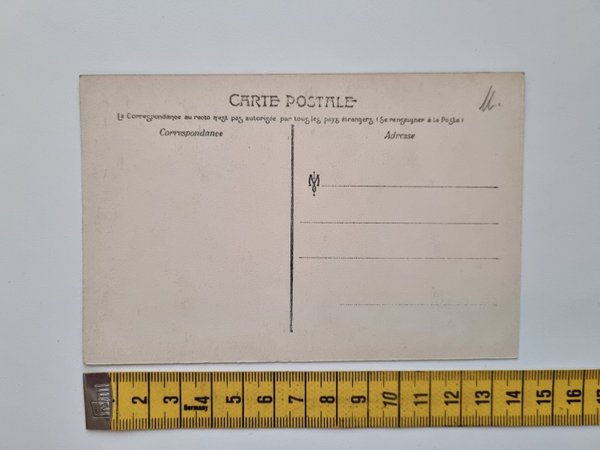 CARTE POSTALE
La Correspondance au recto n'est pas autorisée par tous les pays étrangers (Se renseigner à la Poste)
Correspondance
Adresse
2 3 4 5 6 7 8 9 10 11 12 13 14 15 16
Germany